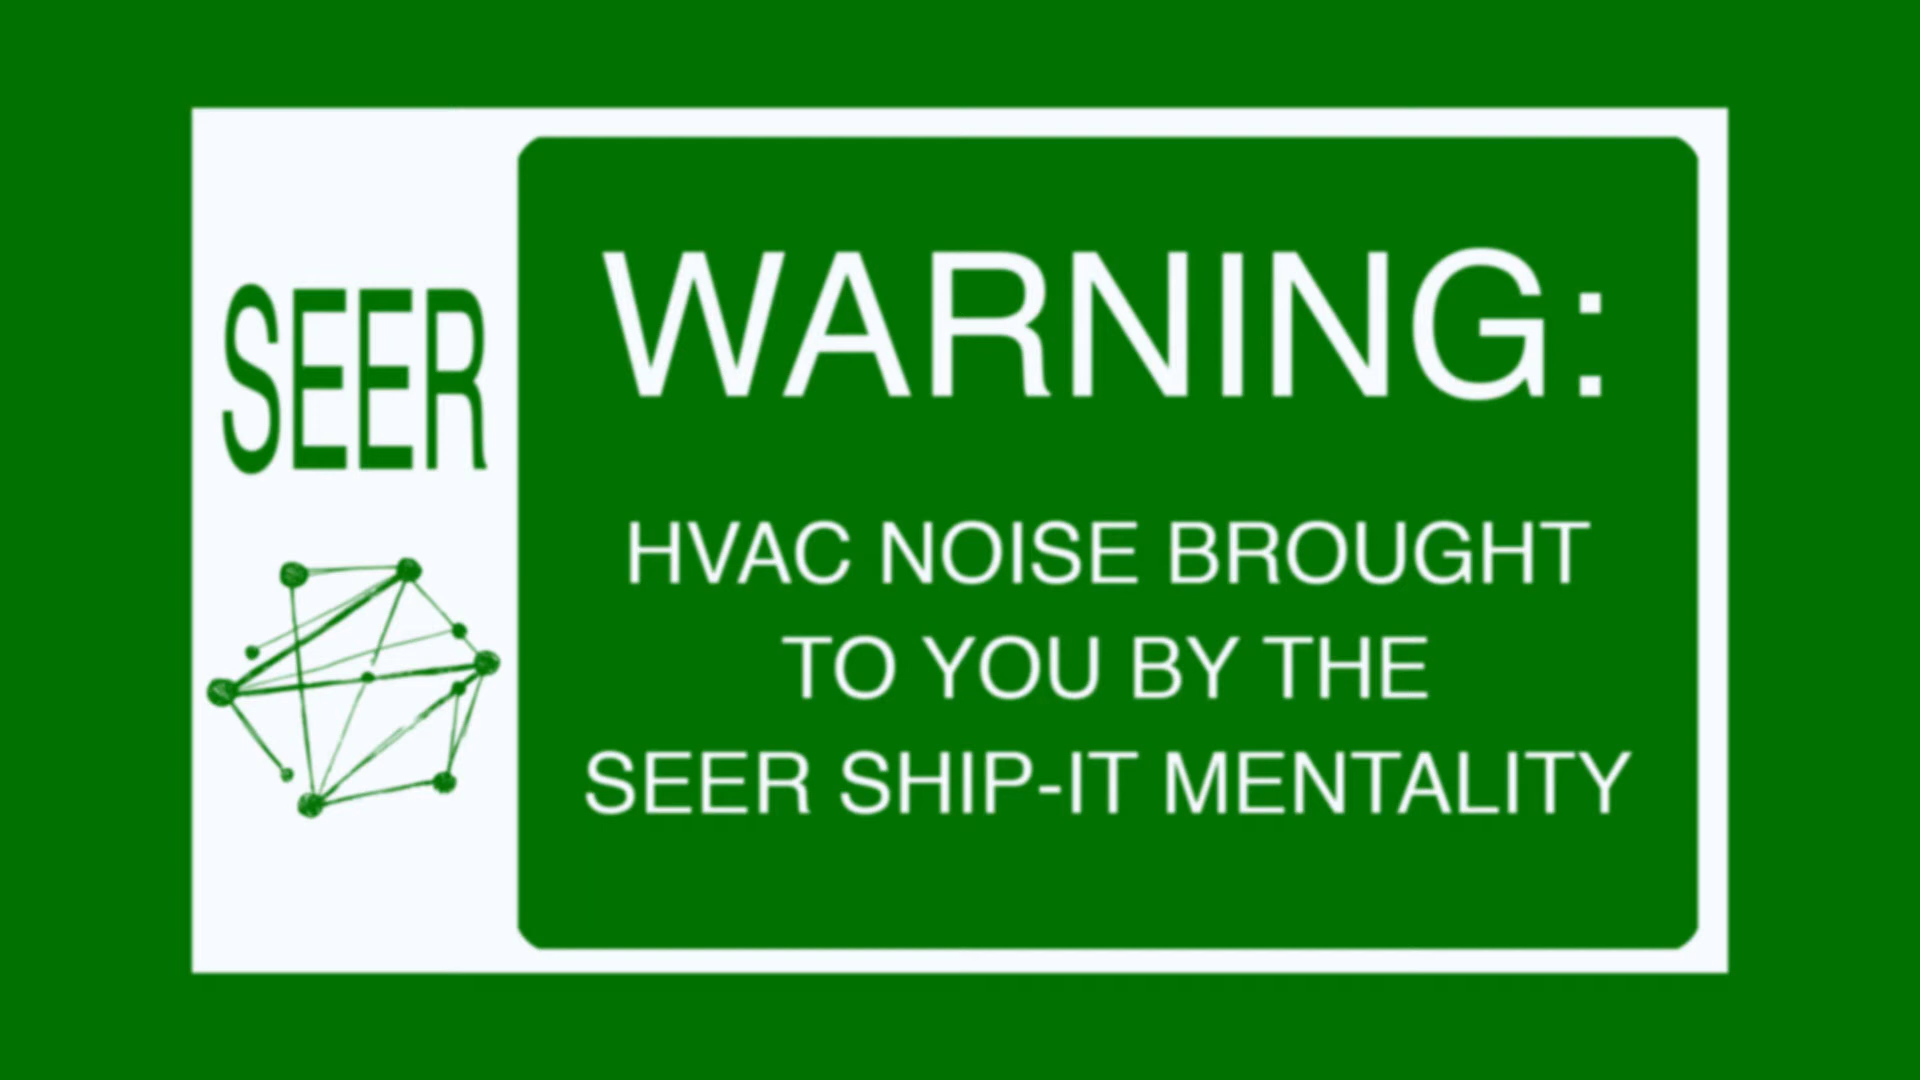 SEER
WARNING:
HVAC NOISE BROUGHT
TO YOU BY THE
SEER SHIP-IT MENTALITY